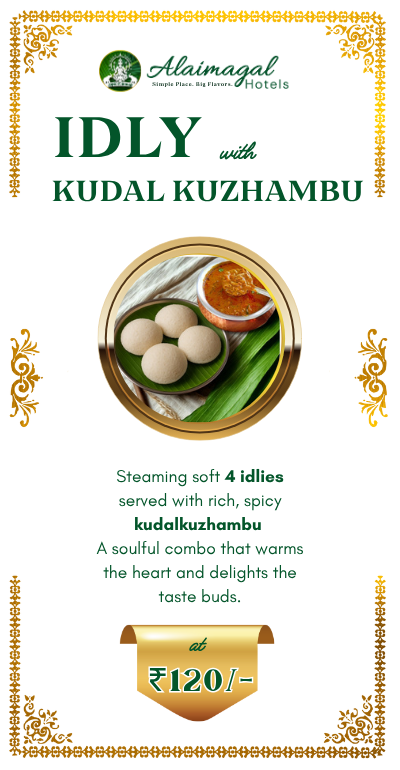 Alaimagal
Simple Place. Big Flavors. Hotels
IDLY with
KUDAL KUZHAMBU
Steaming soft 4 idlies
served with rich, spicy
kudalkuzhambu
A soulful combo that warms
the heart and delights the
taste buds.
at
₹120/-